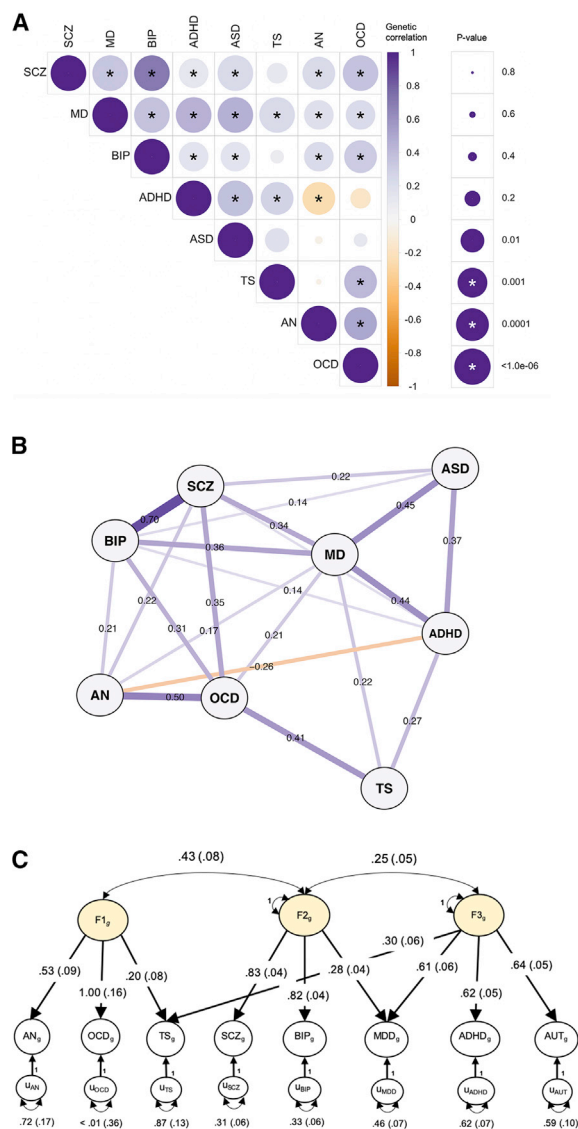 A
SCZ MD BIP ADHD ASD TS AN OCD Genetic correlation P-value
SCZ * * * * * * 1 0.8
MD * * * * * * 0.8 0.6
BIP * * * * 0.6 0.4
ADHD * * * 0.4 0.2
ASD 0.2 0.01
TS * 0 * 0.001
AN * -0.2 * 0.0001
OCD -0.4 * <1.0e-06
-0.6
-0.8
-1
B
ASD
SCZ
0.22
0.70 0.14 0.45
BIP 0.34
0.36 MD 0.37
0.22 0.14 0.44
0.35
0.21 0.31 0.17 0.21 ADHD
-0.26
AN 0.50 OCD 0.22 0.27
0.41
TS
C
.43 (.08) .25 (.05)
1 1
F1g F2g F3g
.30 (.06)
.53 (.09) .20 (.08) .83 (.04) .28 (.04) .61 (.06) .64 (.05)
1.00 (.16) .82 (.04) .62 (.05)
ANg OCDg TSg SCZg BIPg MDDg ADHDg AUTg
1 1 1 1 1 1 1 1
uAN uOCD uTS uSCZ uBIP uMDD uADHD uAUT
.72 (.17) <.01 (.36) .87 (.13) .31 (.06) .33 (.06) .46 (.07) .62 (.07) .59 (.10)